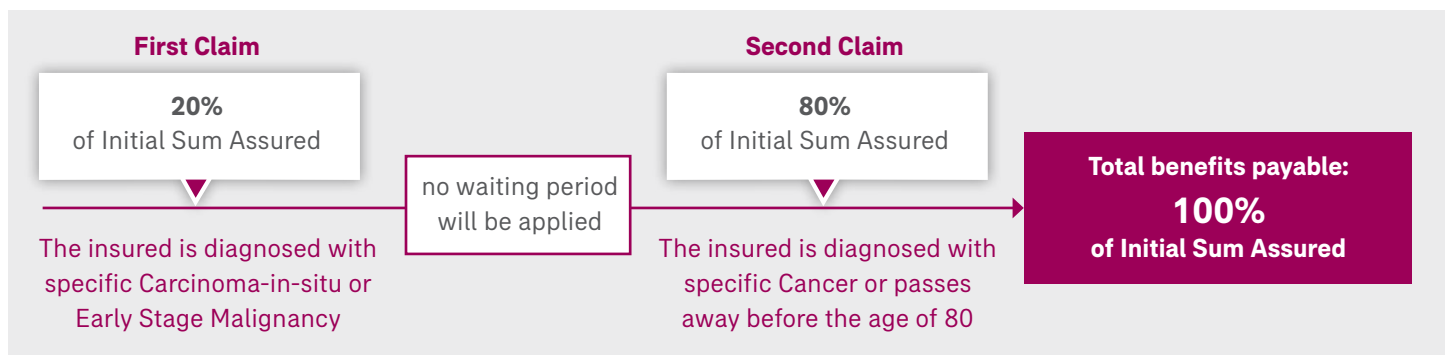 First Claim
20%
of Initial Sum Assured
The insured is diagnosed with
specific Carcinoma-in-situ or
Early Stage Malignancy
no waiting period
will be applied
Second Claim
80%
of Initial Sum Assured
The insured is diagnosed with
specific Cancer or passes
away before the age of 80
Total benefits payable:
100%
of Initial Sum Assured